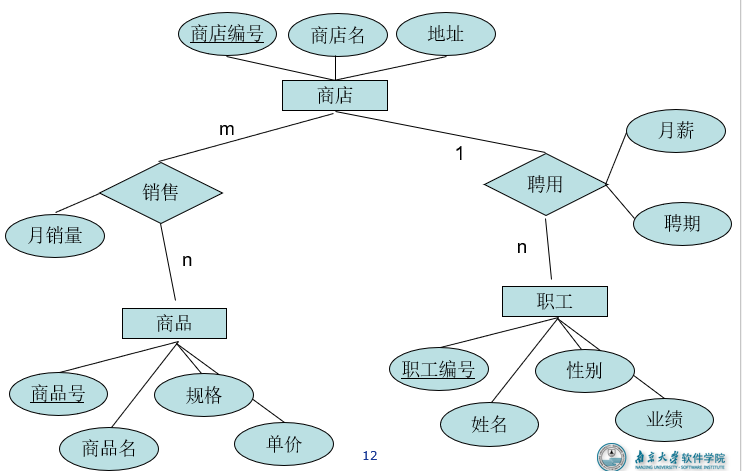 商店编号
商店名
地址
商店
m
1
月薪
销售
聘用
月销量
聘期
n
n
商品
职工
商品号
规格
职工编号
性别
商品名
单价
姓名
业绩
12
南京大学软件学院
NANJING UNIVERSITY · SOFTWARE INSTITUTE